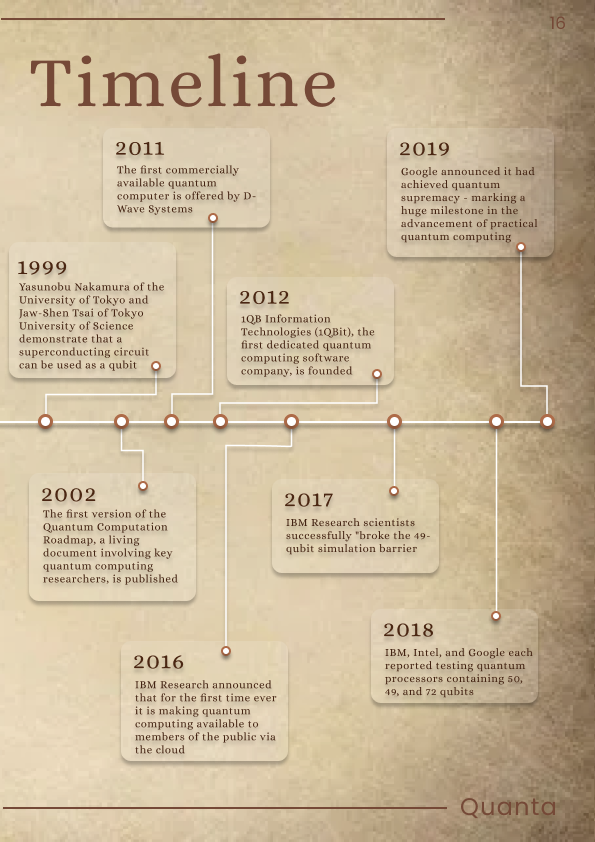 16
Timeline
2011
The first commercially
available quantum
computer is offered by D-
Wave Systems
2019
Google announced it had
achieved quantum
supremacy - marking a
huge milestone in the
advancement of practical
quantum computing
1999
Yasunobu Nakamura of the
University of Tokyo and
Jaw-Shen Tsai of Tokyo
University of Science
demonstrate that a
superconducting circuit
can be used as a qubit
2012
1QB Information
Technologies (1QBit), the
first dedicated quantum
computing software
company, is founded
2002
The first version of the
Quantum Computation
Roadmap, a living
document involving key
quantum computing
researchers, is published
2017
IBM Research scientists
successfully "broke the 49-
qubit simulation barrier
2018
IBM, Intel, and Google each
reported testing quantum
processors containing 50,
49, and 72 qubits
2016
IBM Research announced
that for the first time ever
it is making quantum
computing available to
members of the public via
the cloud
Quanta